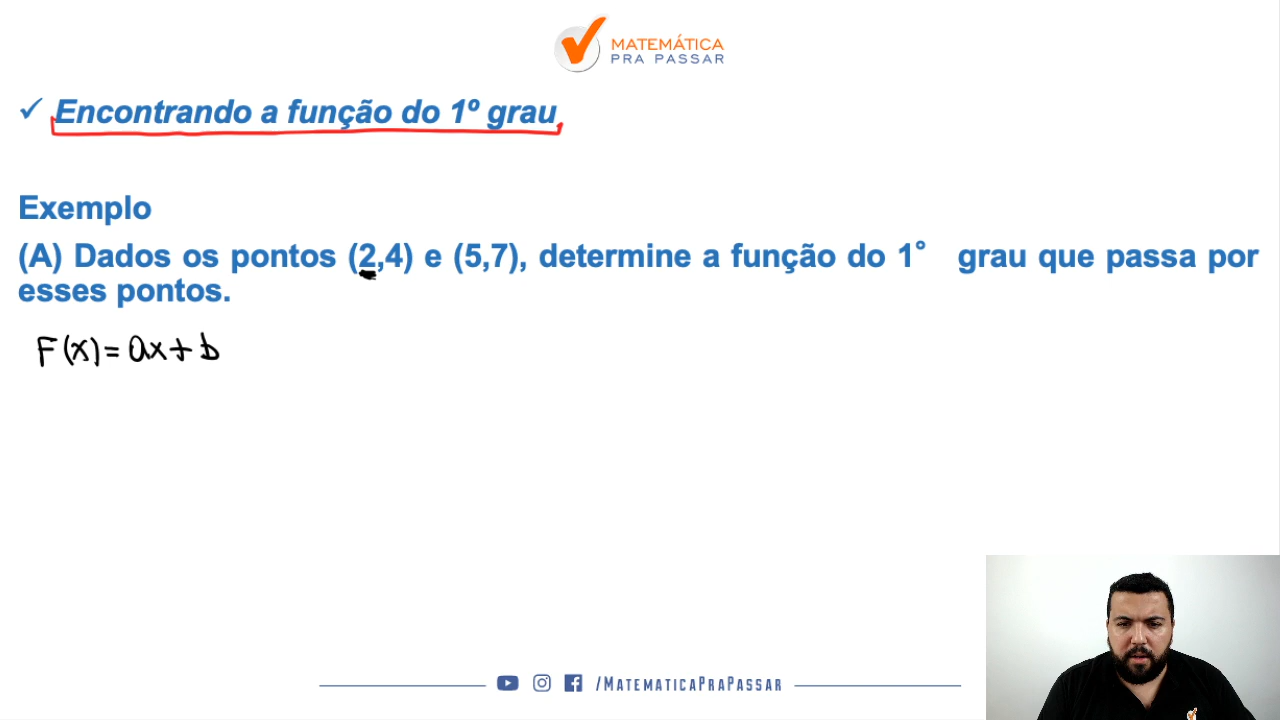 MATEMÁTICA
PRA PASSAR
✓ Encontrando a função do 1º grau
Exemplo
(A) Dados os pontos (2,4) e (5,7), determine a função do 1° grau que passa por
esses pontos.
F(x)= ax+b
/MATEMATICAPRAPASSAR